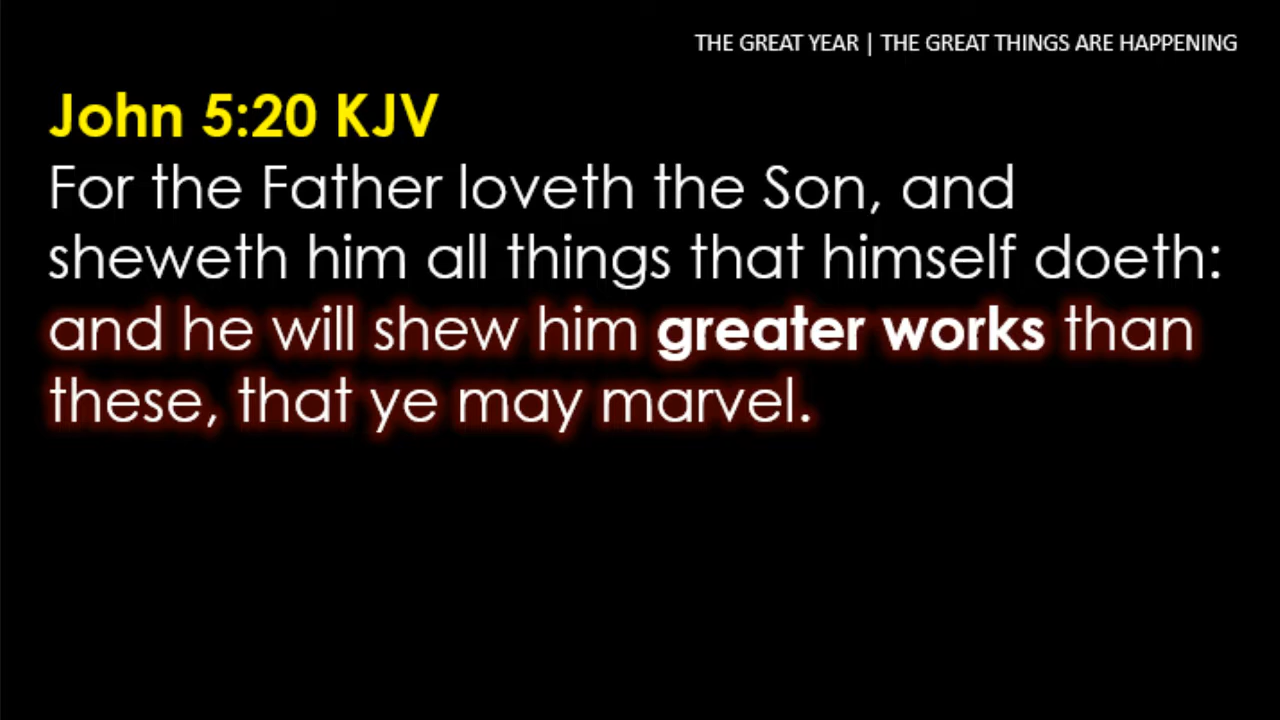 THE GREAT YEAR | THE GREAT THINGS ARE HAPPENING
John 5:20 KJV
For the Father loveth the Son, and
sheweth him all things that himself doeth:
and he will shew him greater works than
these, that ye may marvel.